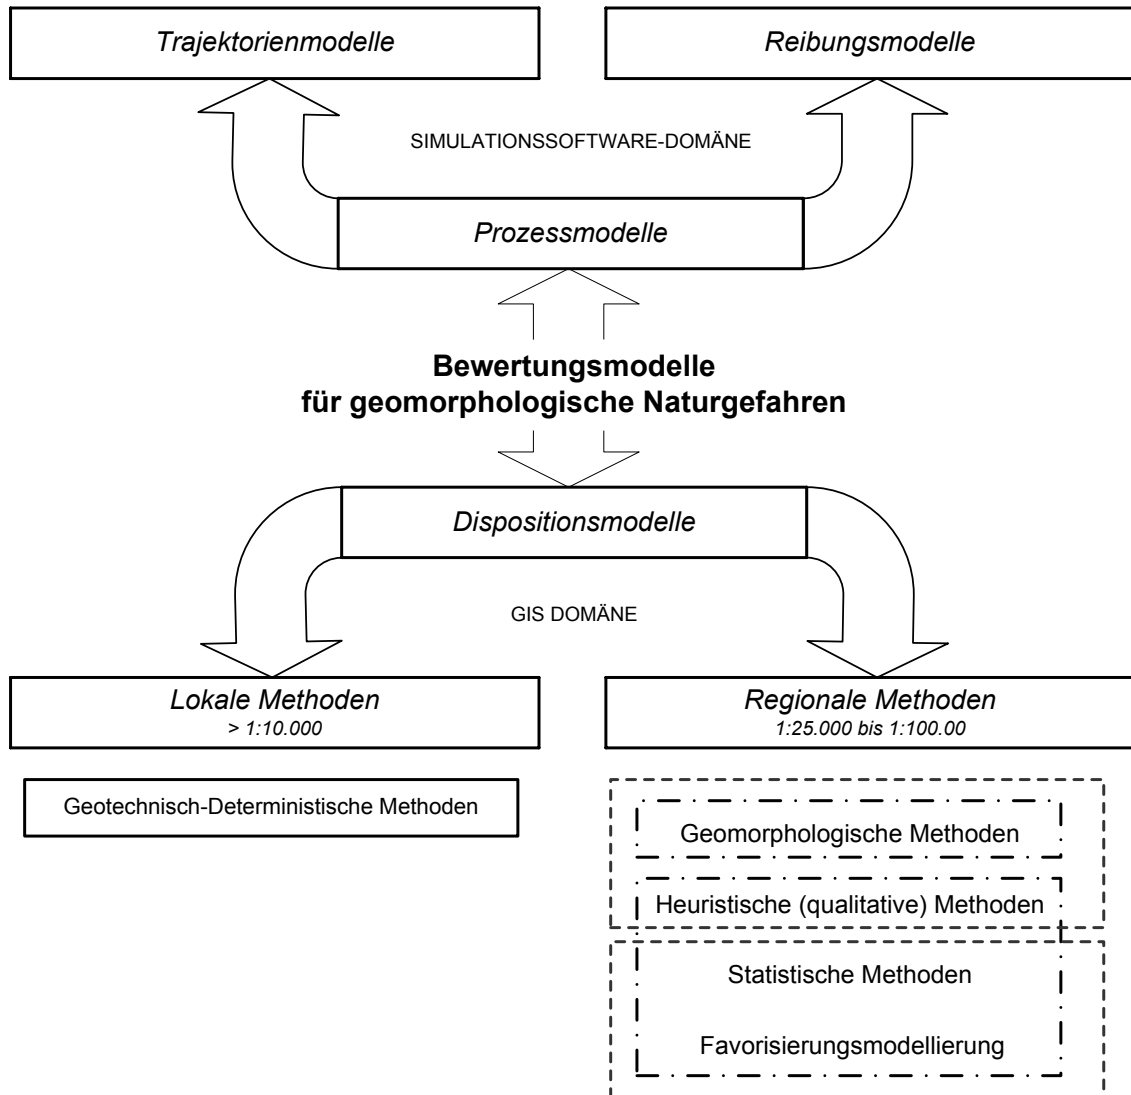 Trajektorienmodelle
Reibungsmodelle
SIMULATIONSSOFTWARE-DOMÄNE
Prozessmodelle
Bewertungsmodelle
für geomorphologische Naturgefahren
Dispositionsmodelle
GIS DOMÄNE
Lokale Methoden
> 1:10.000
Regionale Methoden
1:25.000 bis 1:100.00
Geotechnisch-Deterministische Methoden
Geomorphologische Methoden
Heuristische (qualitative) Methoden
Statistische Methoden
Favorisierungsmodellierung